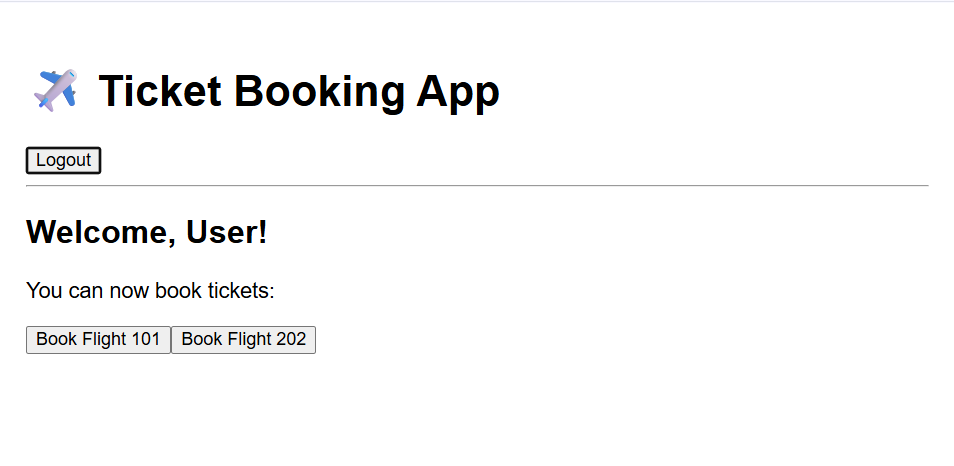 Ticket Booking App
Logout
Welcome, User!
You can now book tickets:
Book Flight 101 Book Flight 202